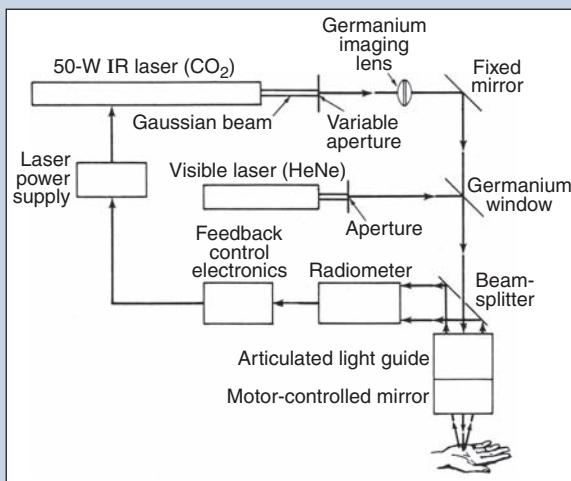 50-W IR laser (CO₂)
Germanium
imaging
lens
Fixed
mirror
Gaussian beam
Variable
aperture
Laser
power
supply
Visible laser (HeNe)
Germanium
window
Aperture
Feedback
control
electronics
Radiometer
Beam-
splitter
Articulated light guide
Motor-controlled mirror